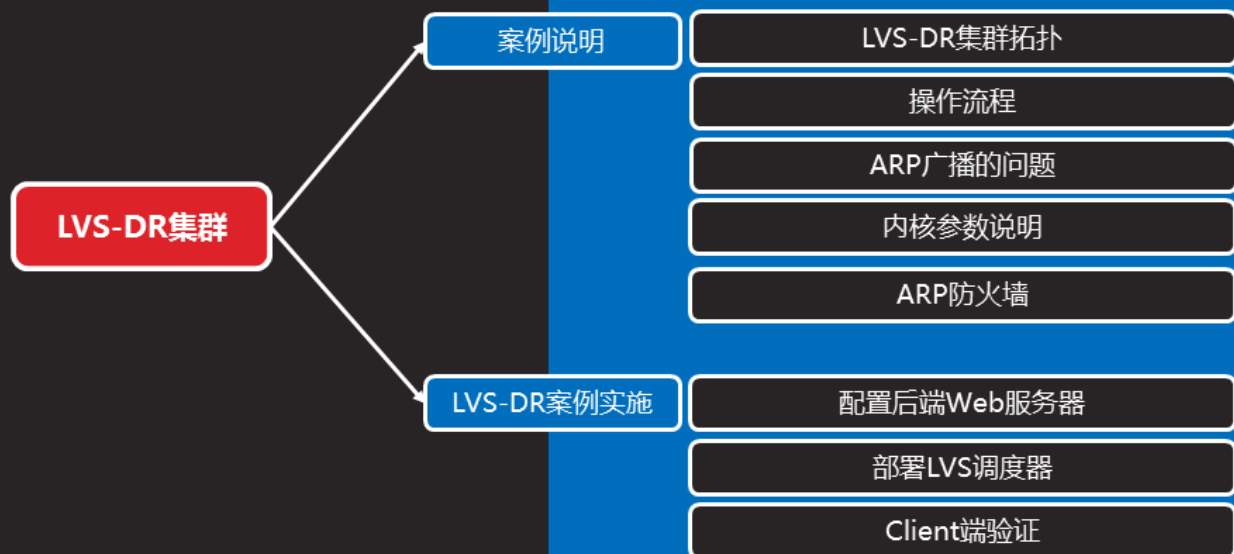 LVS-DR集群
案例说明
LVS-DR集群拓扑
操作流程
ARP广播的问题
内核参数说明
ARP防火墙
LVS-DR案例实施
配置后端Web服务器
部署LVS调度器
Client端验证